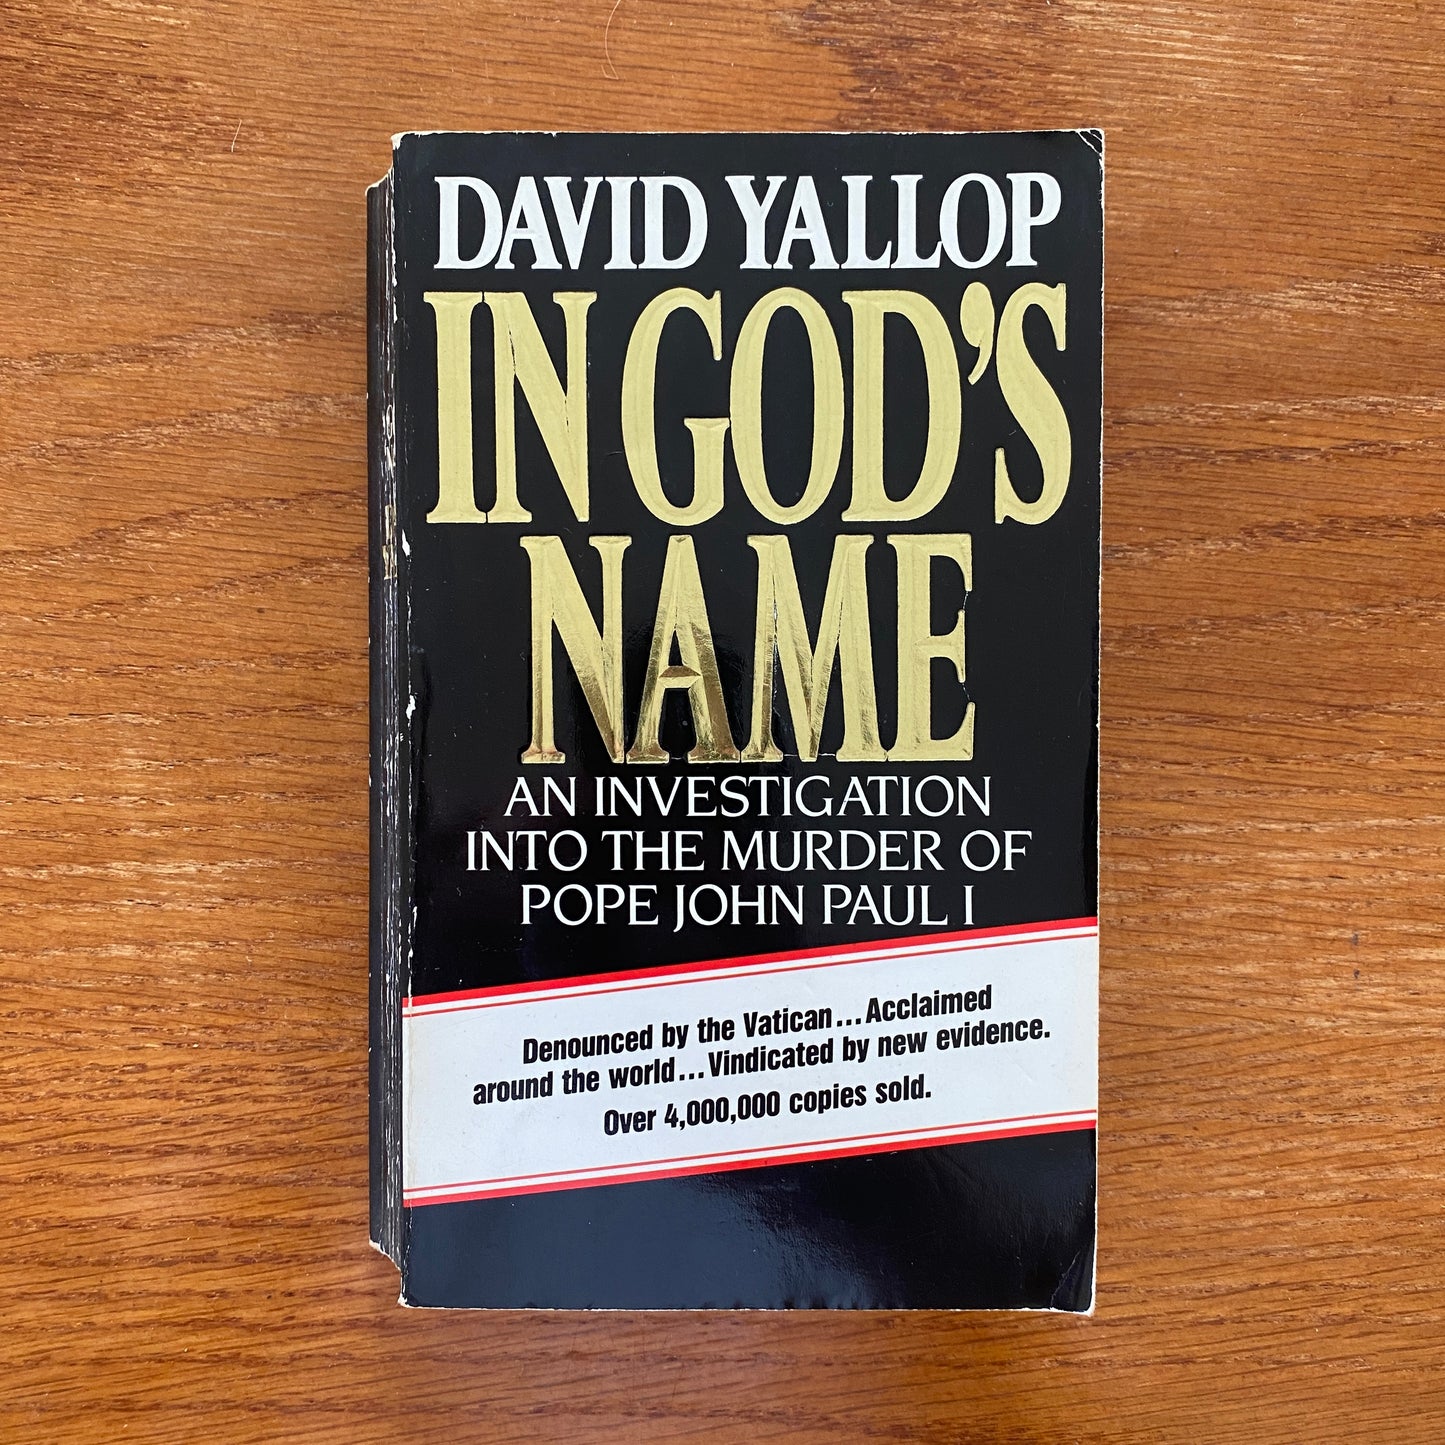 DAVID YALLOP
IN GOD'S
NAME
AN INVESTIGATION
INTO THE MURDER OF
POPE JOHN PAUL I
Denounced by the Vatican...Acclaimed
around the world...Vindicated by new evidence.
Over 4,000,000 copies sold.